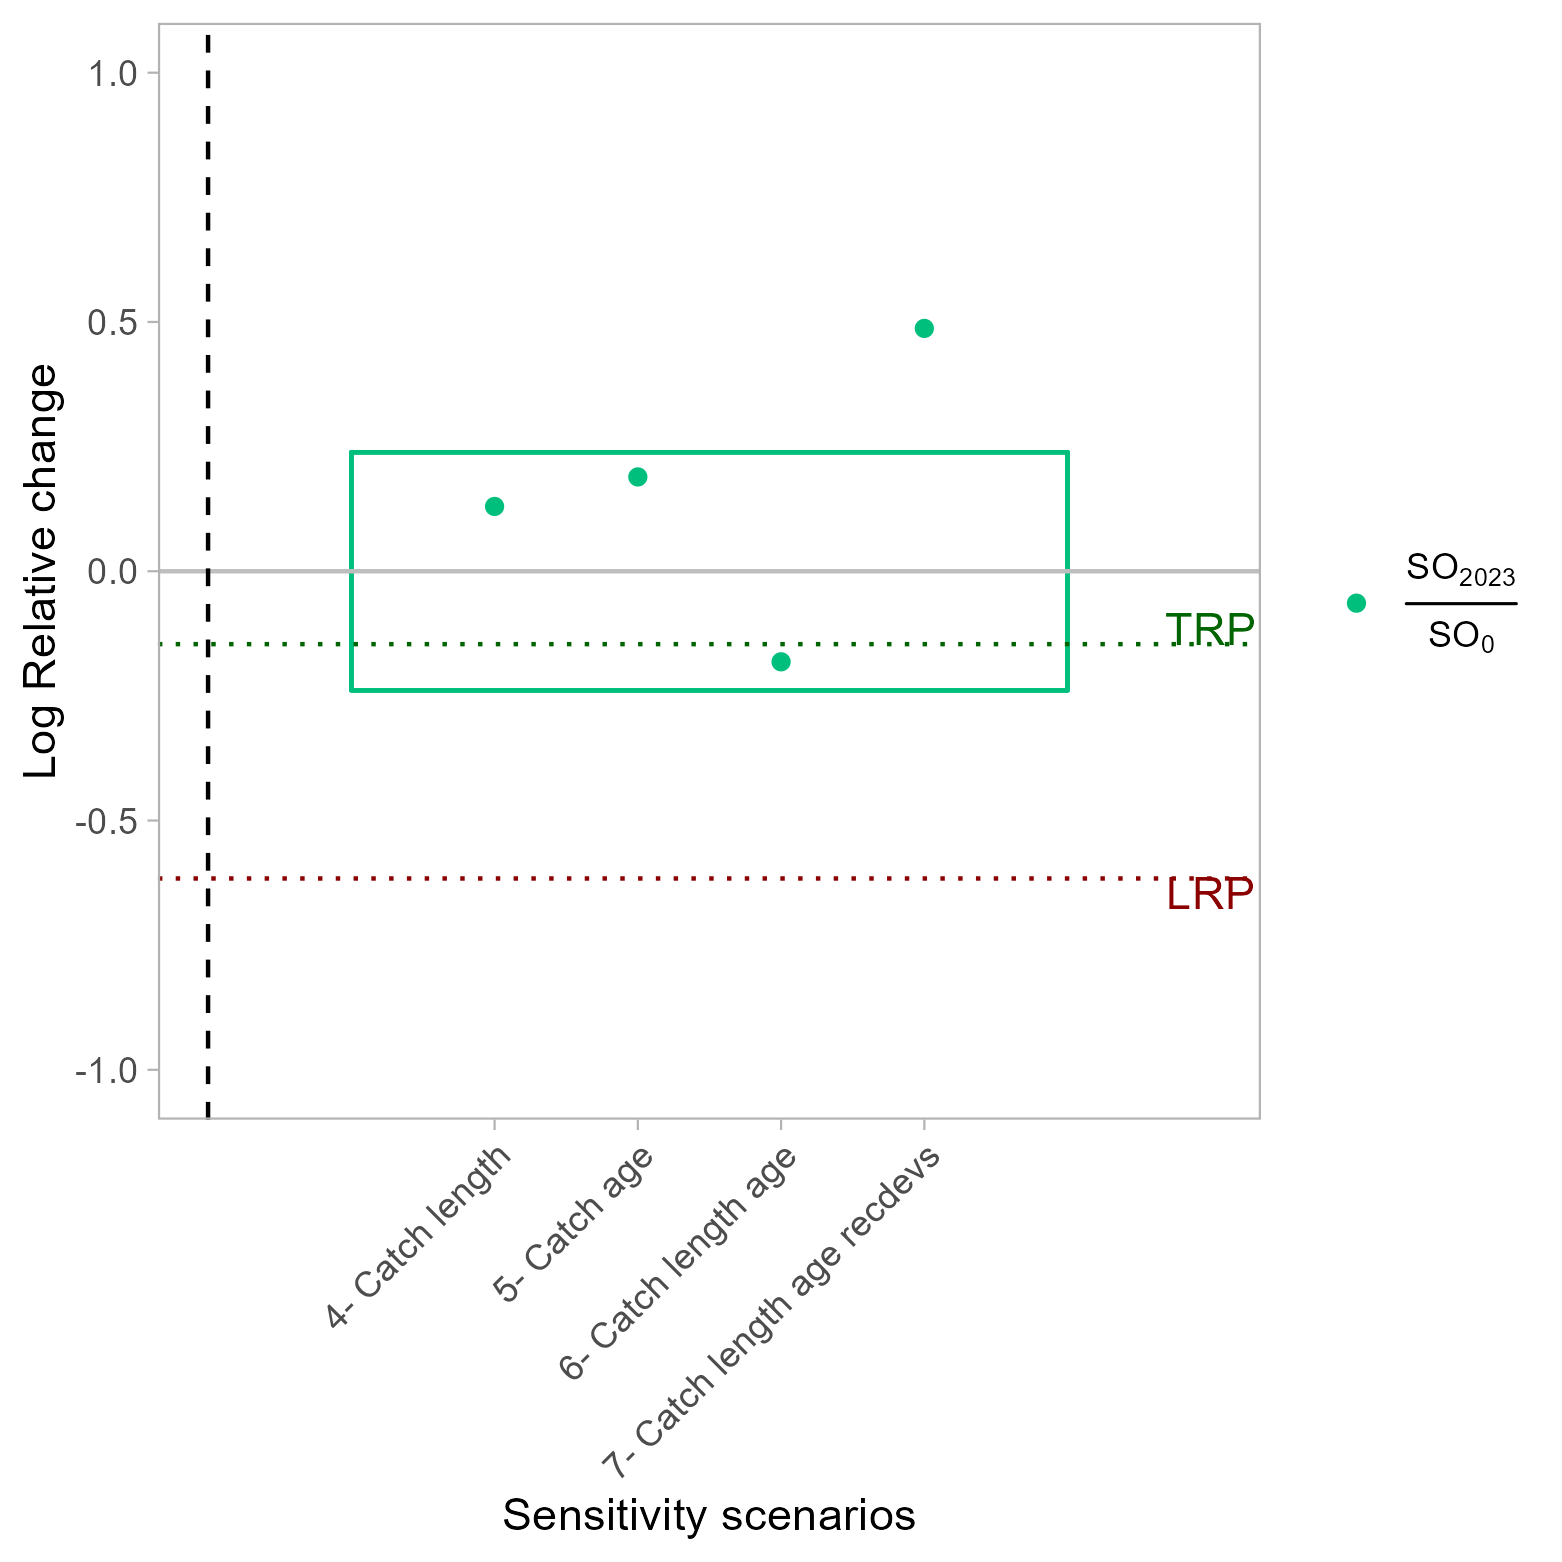 1.0
0.5
0.0
-0.5
-1.0
Log Relative change
TRP
LRP
SO2023
SO0
4- Catch length
5- Catch age
6- Catch length age
7- Catch length age recdevs
Sensitivity scenarios